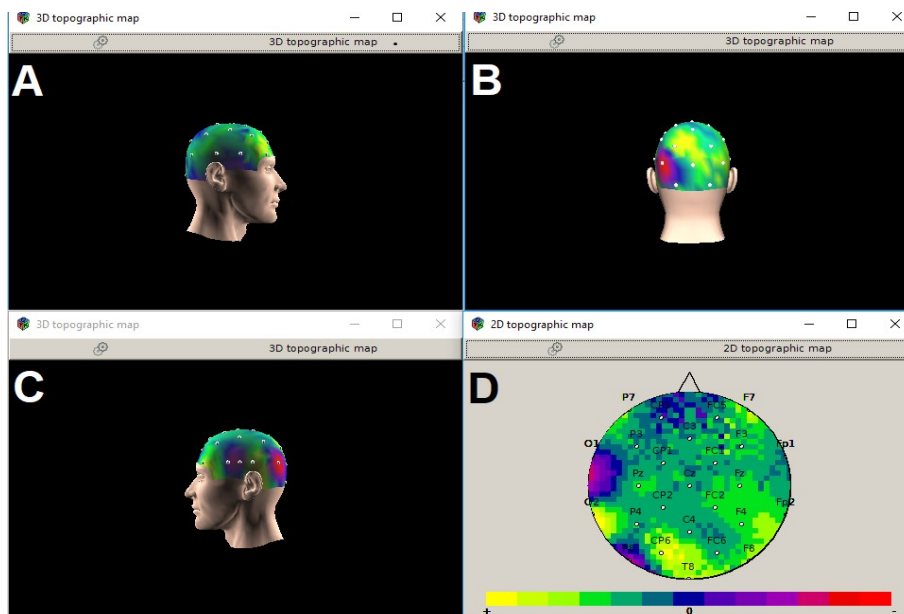 3D topographic map
3D topographic map
A
3D topographic map
3D topographic map
B
3D topographic map
3D topographic map
C
2D topographic map
2D topographic map
D
P7 F7
FC5
C3
P3 F3
O1 Fp1
CP1 FC1
Pz Cz Fz
CP2 FC2
O2 Fp2
P4 F4
C4
CP6 FC6 F8
T8
+ 0 -